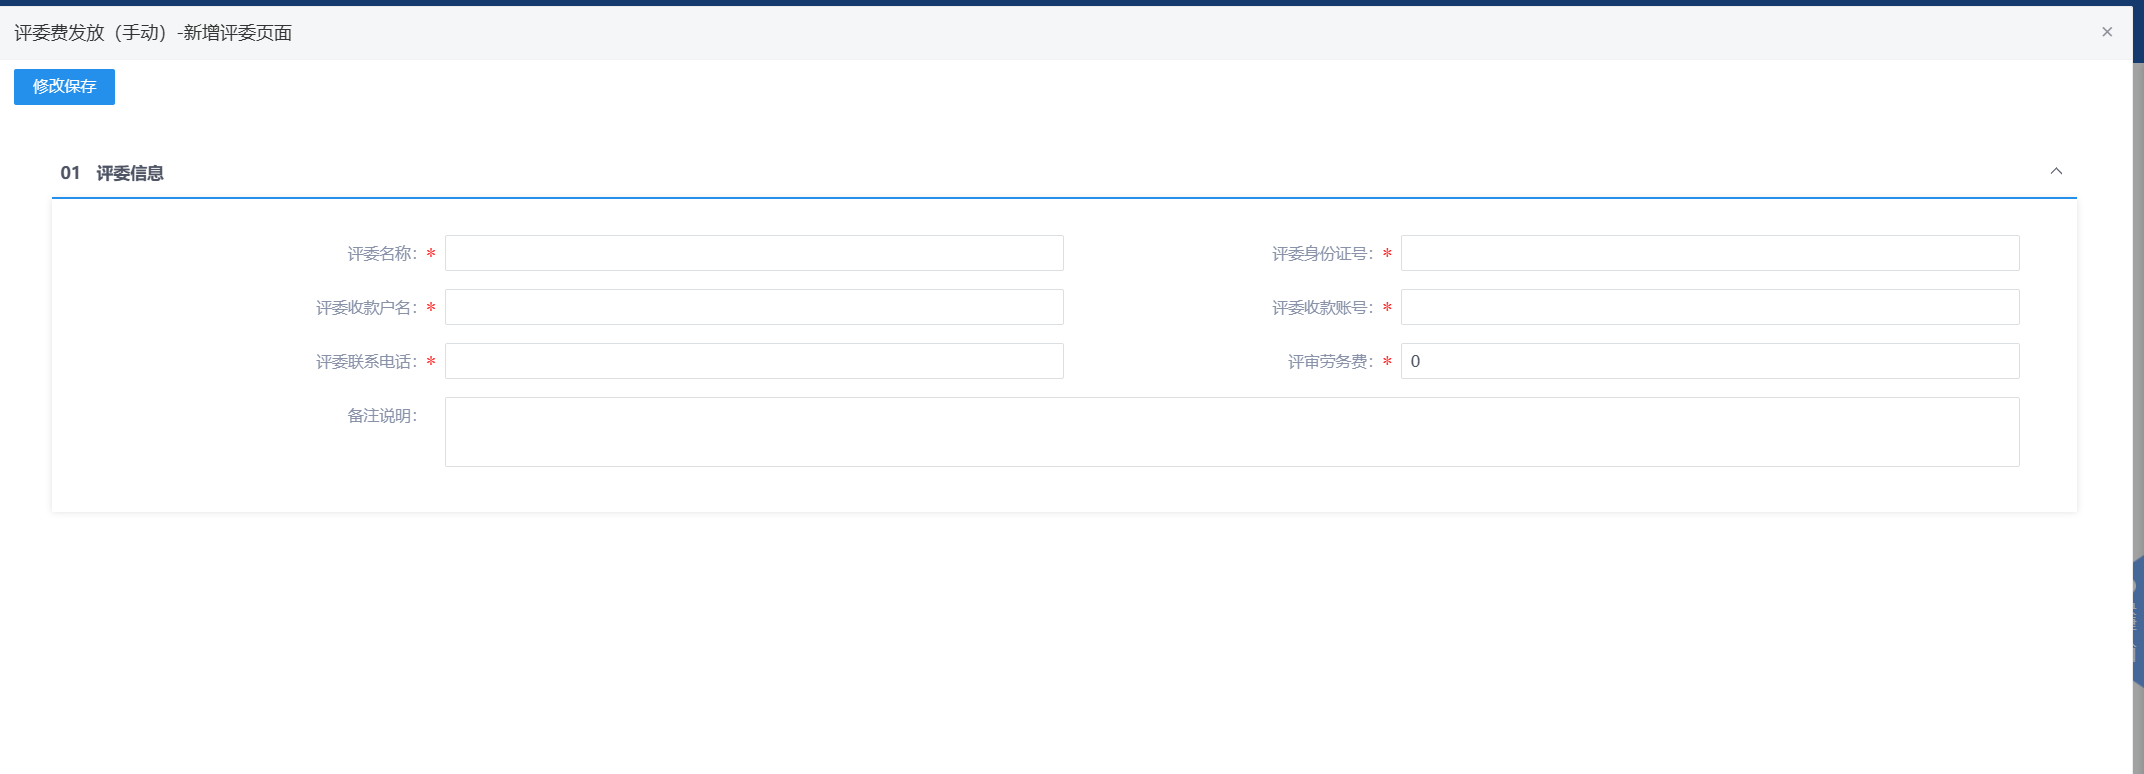 评委费发放（手动）-新增评委页面
修改保存
01 评委信息
评委名称：*
评委身份证号：*
评委收款户名：*
评委收款账号：*
评委联系电话：*
评审劳务费：* 0
备注说明：